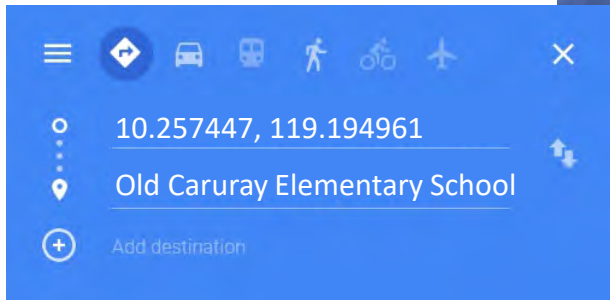 10.257447, 119.194961
Old Caruray Elementary School
Add destination